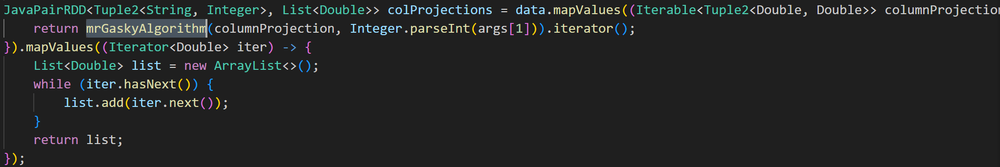 JavaPairRDD<Tuple2<String, Integer>, List<Double>> colProjections = data.mapValues((Iterable<Tuple2<Double, Double>> columnProjection
    return mrGaskyAlgorithm(columnProjection, Integer.parseInt(args[1])).iterator();
}).mapValues((Iterator<Double> iter) -> {
    List<Double> list = new ArrayList<>();
    while (iter.hasNext()) {
        list.add(iter.next());
    }
    return list;
});